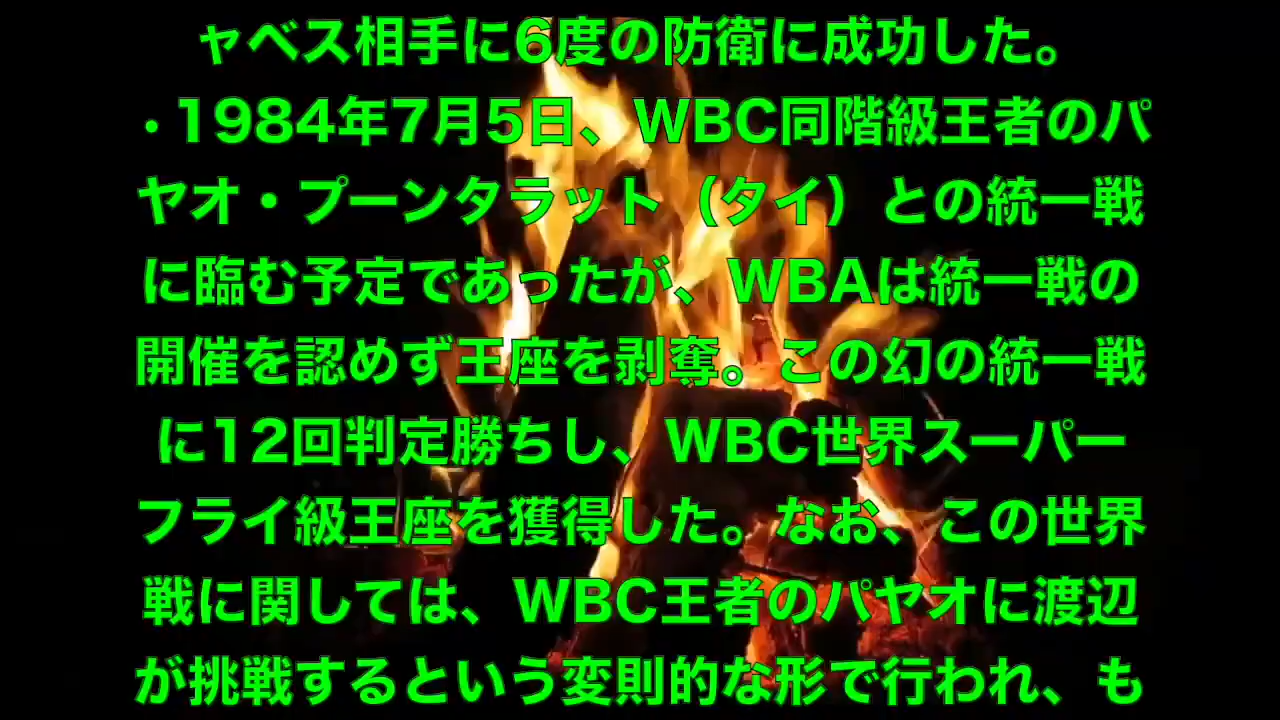 ャベス相手に6度の防衛に成功した。
・1984年7月5日、WBC同階級王者のパ
ヤオ・プーンタラット（タイ）との統一戦
に臨む予定であったが、WBAは統一戦の
開催を認めず王座を剥奪。この幻の統一戦
に12回判定勝ちし、WBC世界スーパー
フライ級王座を獲得した。なお、この世界
戦に関しては、WBC王者のパヤオに渡辺
が挑戦するという変則的な形で行われ、も